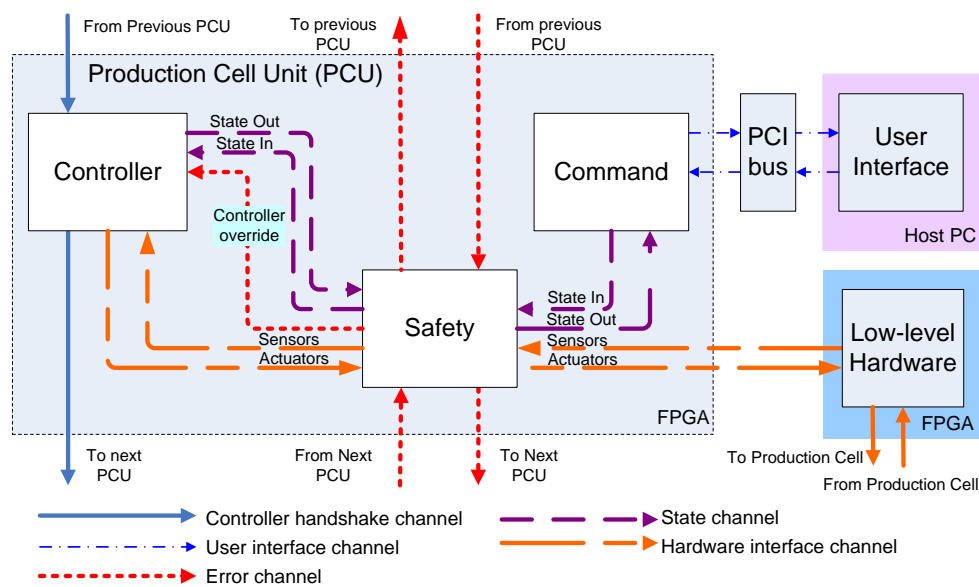 From Previous PCU
To previous
PCU
From previous
PCU
Production Cell Unit (PCU)
Controller
State Out
State In
Controller
override
Command
PCI
bus
User
Interface
Host PC
Safety
State In
State Out
Sensors
Actuators
Sensors
Actuators
Low-level
Hardware
FPGA
FPGA
To next
PCU
From Next
PCU
To Next
PCU
To Production Cell
From Production Cell
Controller handshake channel
State channel
User interface channel
Hardware interface channel
Error channel